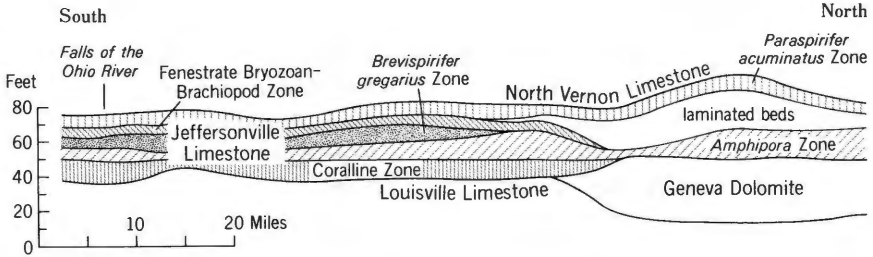 South
North
Falls of the
Ohio River
Fenestrate Bryozoan-
Brachiopod Zone
Brevispirifer
gregarius Zone
North Vernon Limestone
Paraspirifer
acuminatus Zone
Feet
80
60
40
20
0
Jeffersonville
Limestone
laminated beds
Amphipora Zone
Coralline Zone
Louisville Limestone
Geneva Dolomite
10
20 Miles